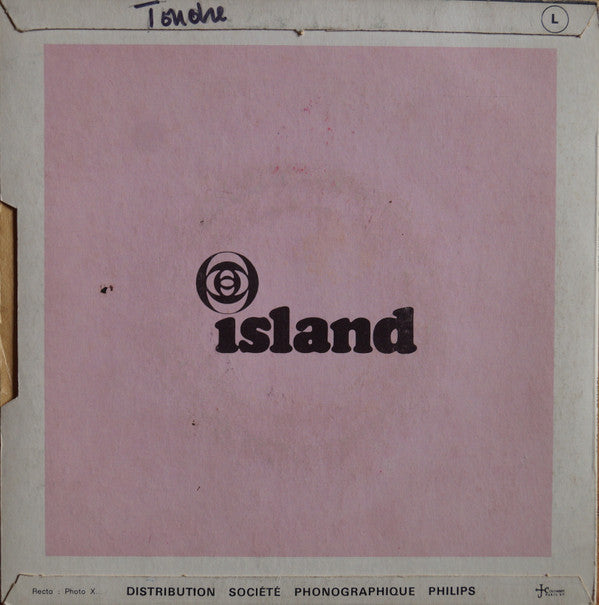 Tondre
L
island
Recto : Photo X...
DISTRIBUTION SOCIÉTÉ PHONOGRAPHIQUE PHILIPS